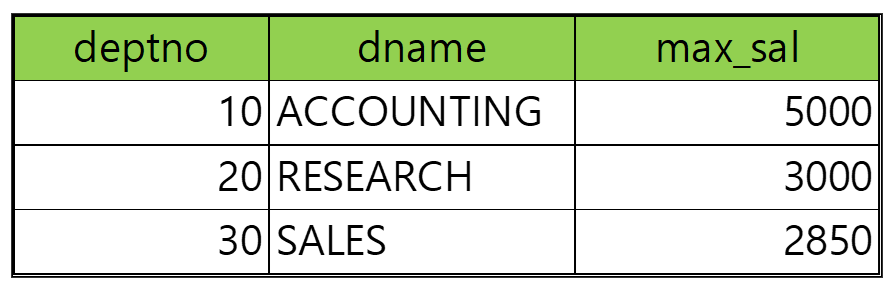 deptno dname max_sal
10 ACCOUNTING 5000
20 RESEARCH 3000
30 SALES 2850